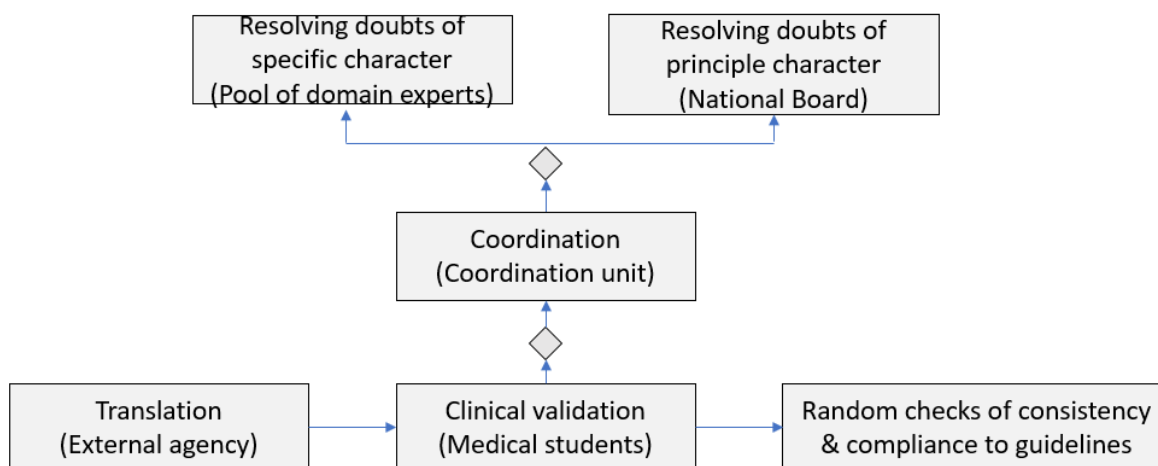 Resolving doubts of
specific character
(Pool of domain experts)
Resolving doubts of
principle character
(National Board)
Coordination
(Coordination unit)
Translation
(External agency)
Clinical validation
(Medical students)
Random checks of consistency
& compliance to guidelines